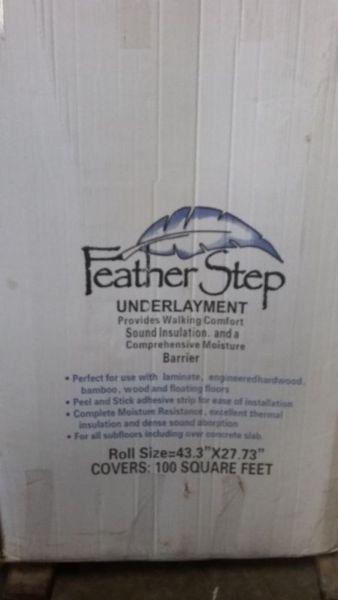 Feather Step
UNDERLAYMENT
Provides Walking Comfort
Sound Insulation. and a
Comprehensive Moisture
Barrier
• Perfect for use with laminate, engineeredhardwood,
bamboo, wood and floating floors
• Peel and Stick adhesive strip for ease of installation
• Complete Moisture Resistance, excellent thermal
insulation and dense sound absorption
• For all subfloors including over concrete slab.
Roll Size=43.3"X27.73"
COVERS: 100 SQUARE FEET